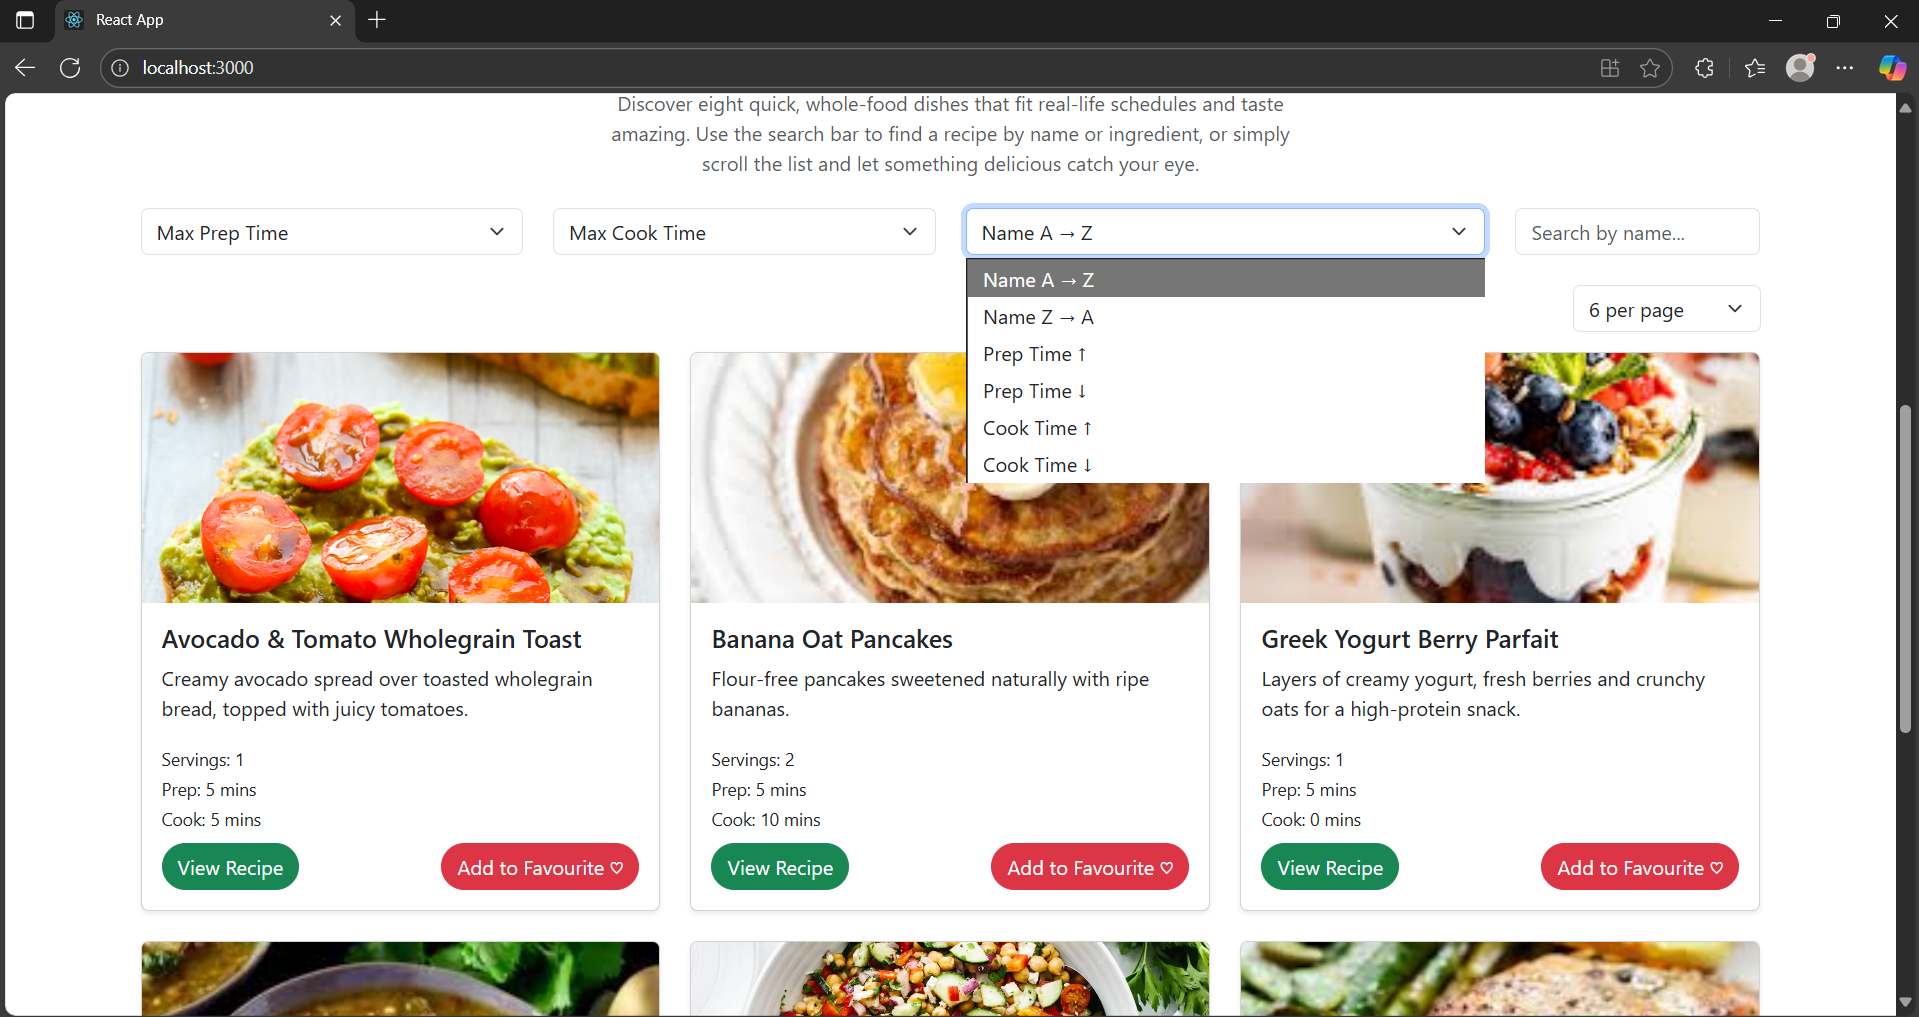 React App
localhost:3000
Discover eight quick, whole-food dishes that fit real-life schedules and taste
amazing. Use the search bar to find a recipe by name or ingredient, or simply
scroll the list and let something delicious catch your eye.
Max Prep Time
Max Cook Time
Name A → Z
Search by name...
Name A → Z
Name Z → A
Prep Time ↑
Prep Time ↓
Cook Time ↑
Cook Time ↓
6 per page
Avocado & Tomato Wholegrain Toast
Creamy avocado spread over toasted wholegrain
bread, topped with juicy tomatoes.
Servings: 1
Prep: 5 mins
Cook: 5 mins
View Recipe
Add to Favourite ♡
Banana Oat Pancakes
Flour-free pancakes sweetened naturally with ripe
bananas.
Servings: 2
Prep: 5 mins
Cook: 10 mins
View Recipe
Add to Favourite ♡
Greek Yogurt Berry Parfait
Layers of creamy yogurt, fresh berries and crunchy
oats for a high-protein snack.
Servings: 1
Prep: 5 mins
Cook: 0 mins
View Recipe
Add to Favourite ♡